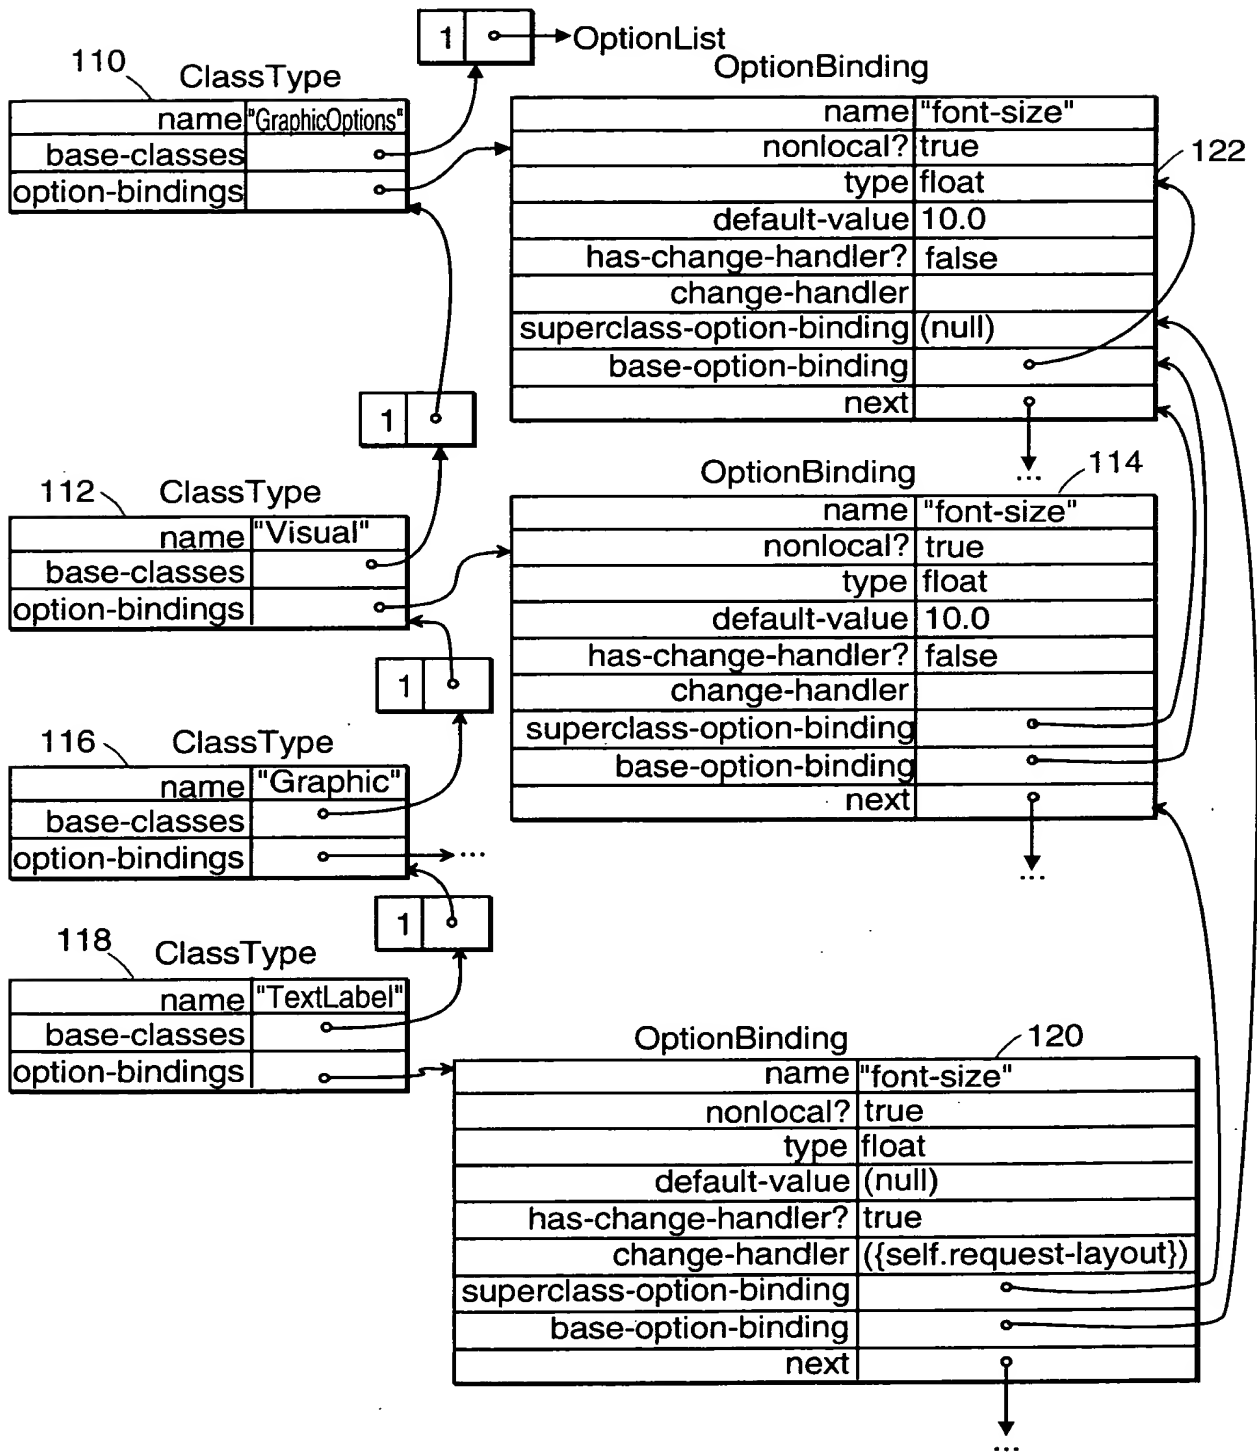 1 OptionList
110 ClassType
name "GraphicOptions"
base-classes
option-bindings
OptionBinding
122
name "font-size"
nonlocal? true
type float
default-value 10.0
has-change-handler? false
change-handler
superclass-option-binding (null)
base-option-binding
next
...
1
112 ClassType
name "Visual"
base-classes
option-bindings
OptionBinding 114
name "font-size"
nonlocal? true
type float
default-value 10.0
has-change-handler? false
change-handler
superclass-option-binding
base-option-binding
next
...
1
116 ClassType
name "Graphic"
base-classes
option-bindings ...
1
118 ClassType
name "TextLabel"
base-classes
option-bindings
OptionBinding 120
name "font-size"
nonlocal? true
type float
default-value (null)
has-change-handler? true
change-handler ({self.request-layout})
superclass-option-binding
base-option-binding
next
...